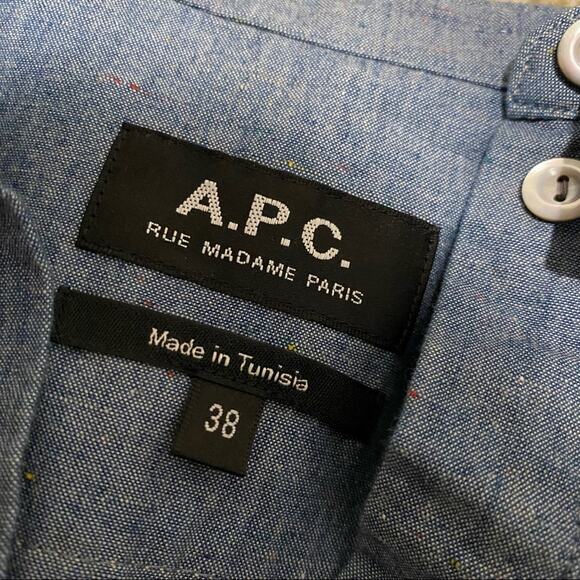 A.P.C.
RUE MADAME PARIS
Made in Tunisia
38